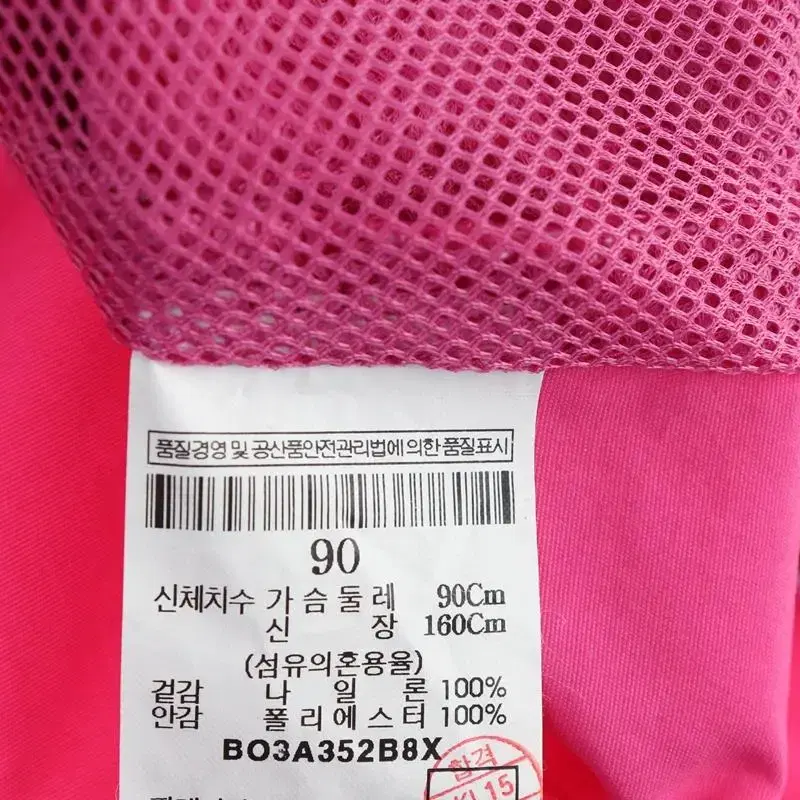 품질경영 및 공산품안전관리법에 의한 품질표시
90
신체치수 가 슴 둘 레 90Cm
신 장 160Cm
(섬유의혼용율)
겉감 나 일 론 100%
안감 폴 리 에 스 터 100%
BO3A352B8X
합격
15